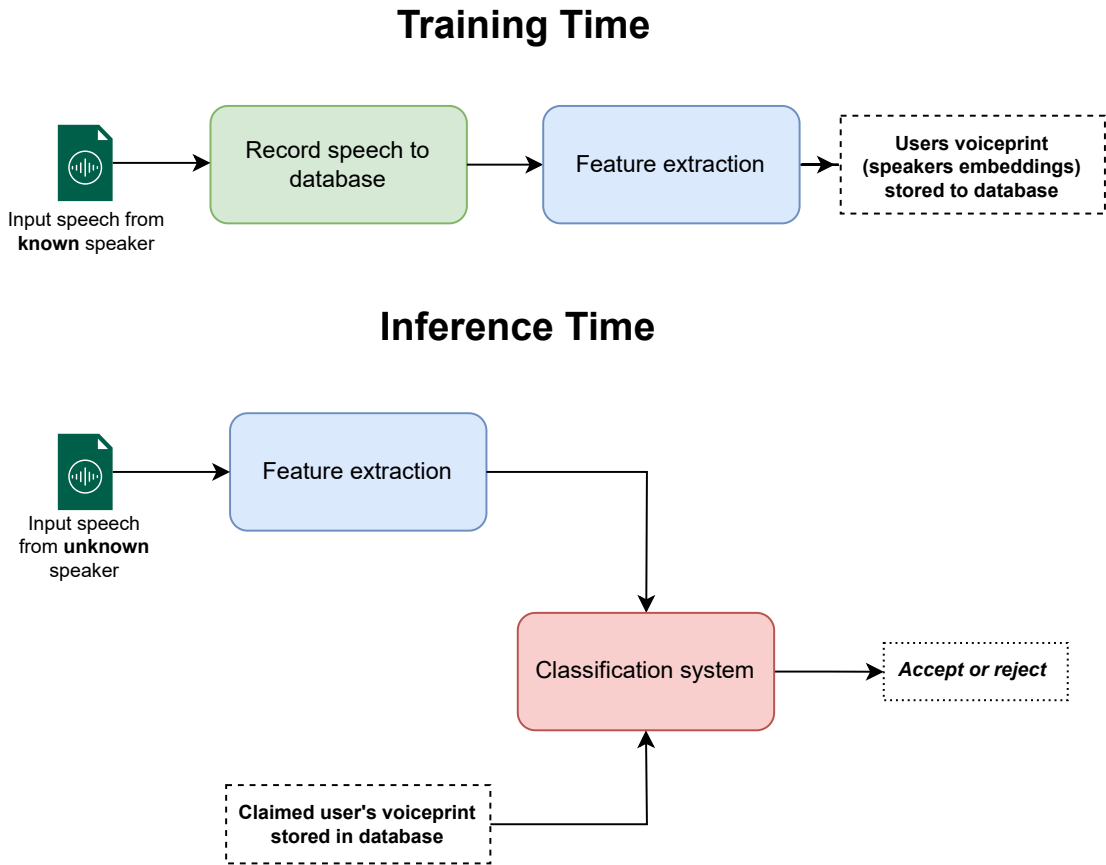 Training Time
Input speech from
known speaker
Record speech to
database
Feature extraction
Users voiceprint
(speakers embeddings)
stored to database
Inference Time
Input speech
from unknown
speaker
Feature extraction
Classification system
Accept or reject
Claimed user's voiceprint
stored in database